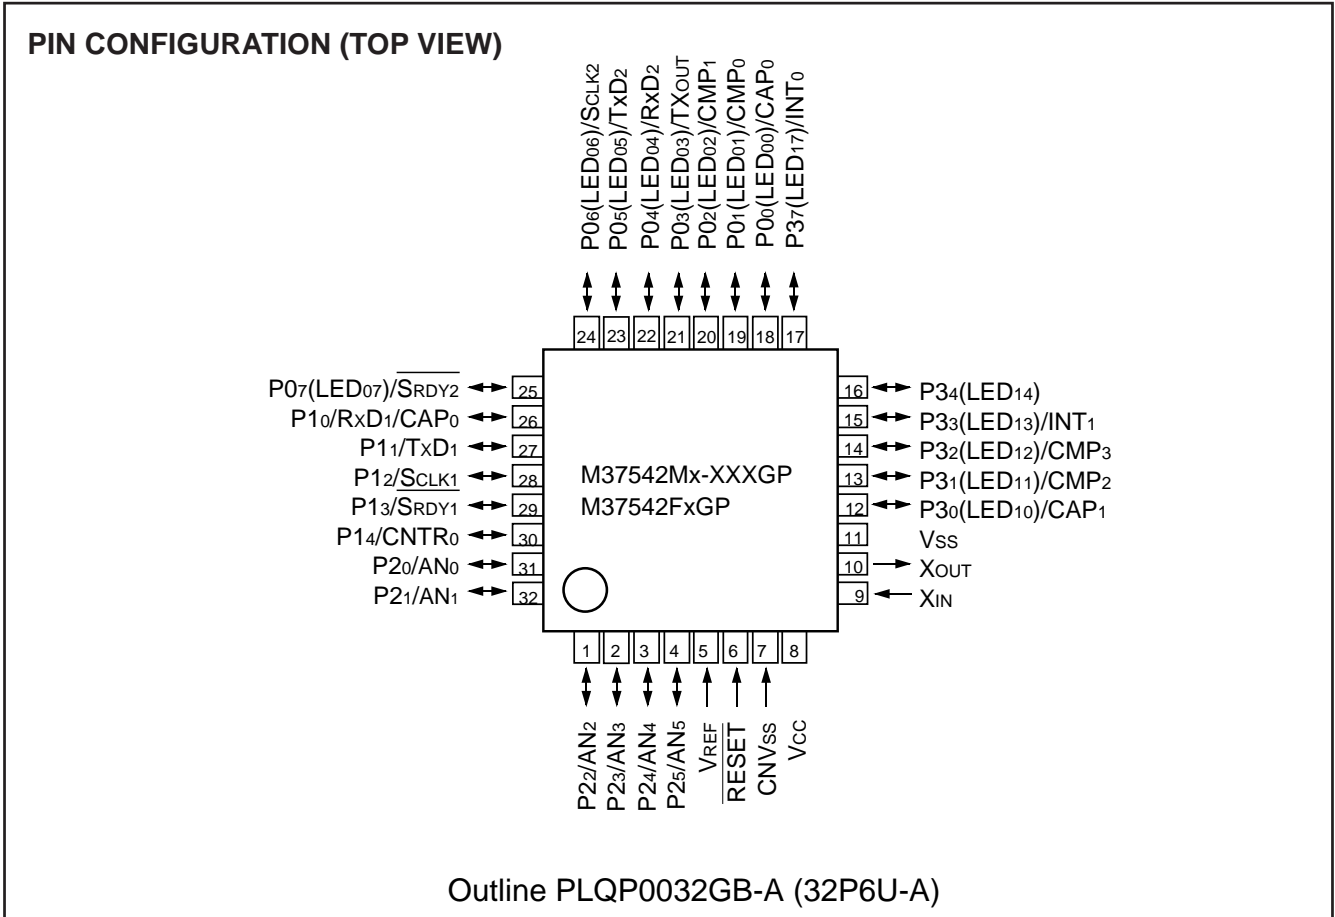 PIN CONFIGURATION (TOP VIEW)
P06(LED06)/SCLK2
P05(LED05)/TxD2
P04(LED04)/RxD2
P03(LED03)/TXOUT
P02(LED02)/CMP1
P01(LED01)/CMP0
P00(LED00)/CAP0
P37(LED17)/INT0
24 23 22 21 20 19 18 17
P07(LED07)/SRDY2 25
P10/RxD1/CAP0 26
P11/TxD1 27
P12/SCLK1 28
P13/SRDY1 29
P14/CNTR0 30
P20/AN0 31
P21/AN1 32
M37542Mx-XXXGP
M37542FxGP
16 P34(LED14)
15 P33(LED13)/INT1
14 P32(LED12)/CMP3
13 P31(LED11)/CMP2
12 P30(LED10)/CAP1
11 VSS
10 XOUT
9 XIN
1 2 3 4 5 6 7 8
P22/AN2
P23/AN3
P24/AN4
P25/AN5
VREF
RESET
CNVSS
VCC
Outline PLQP0032GB-A (32P6U-A)